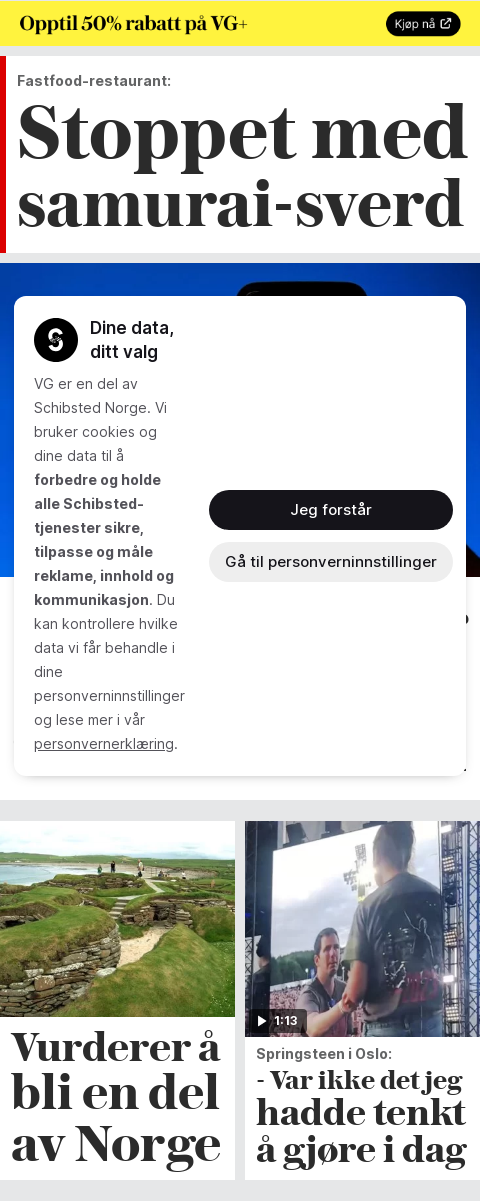 Opptil 50% rabatt på VG+
Kjøp nå
Fastfood-restaurant:
Stoppet med
samurai-sverd
Dine data,
ditt valg
VG er en del av
Schibsted Norge. Vi
bruker cookies og
dine data til å
forbedre og holde
alle Schibsted-
tjenester sikre,
tilpasse og måle
reklame, innhold og
kommunikasjon. Du
kan kontrollere hvilke
data vi får behandle i
dine
personverninnstillinger
og lese mer i vår
personvernerklæring.
Jeg forstår
Gå til personverninnstillinger
Vurderer å
bli en del
av Norge
1:13
Springsteen i Oslo:
- Var ikke det jeg
hadde tenkt
å gjøre i dag